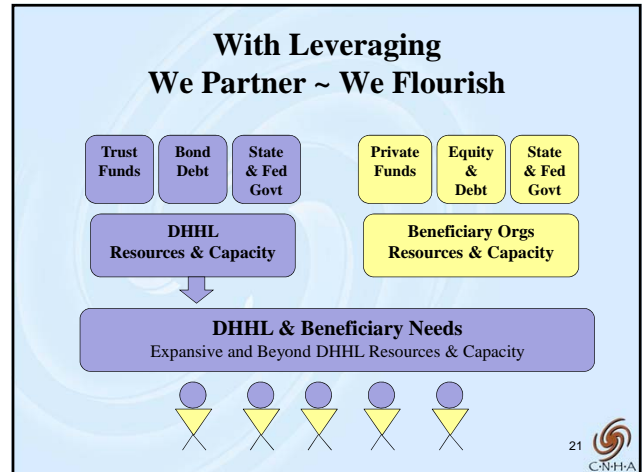 With Leveraging
We Partner ~ We Flourish
Trust
Funds
Bond
Debt
State
& Fed
Govt
Private
Funds
Equity
&
Debt
State
& Fed
Govt
DHHL
Resources & Capacity
Beneficiary Orgs
Resources & Capacity
DHHL & Beneficiary Needs
Expansive and Beyond DHHL Resources & Capacity
21
C·N·H·A